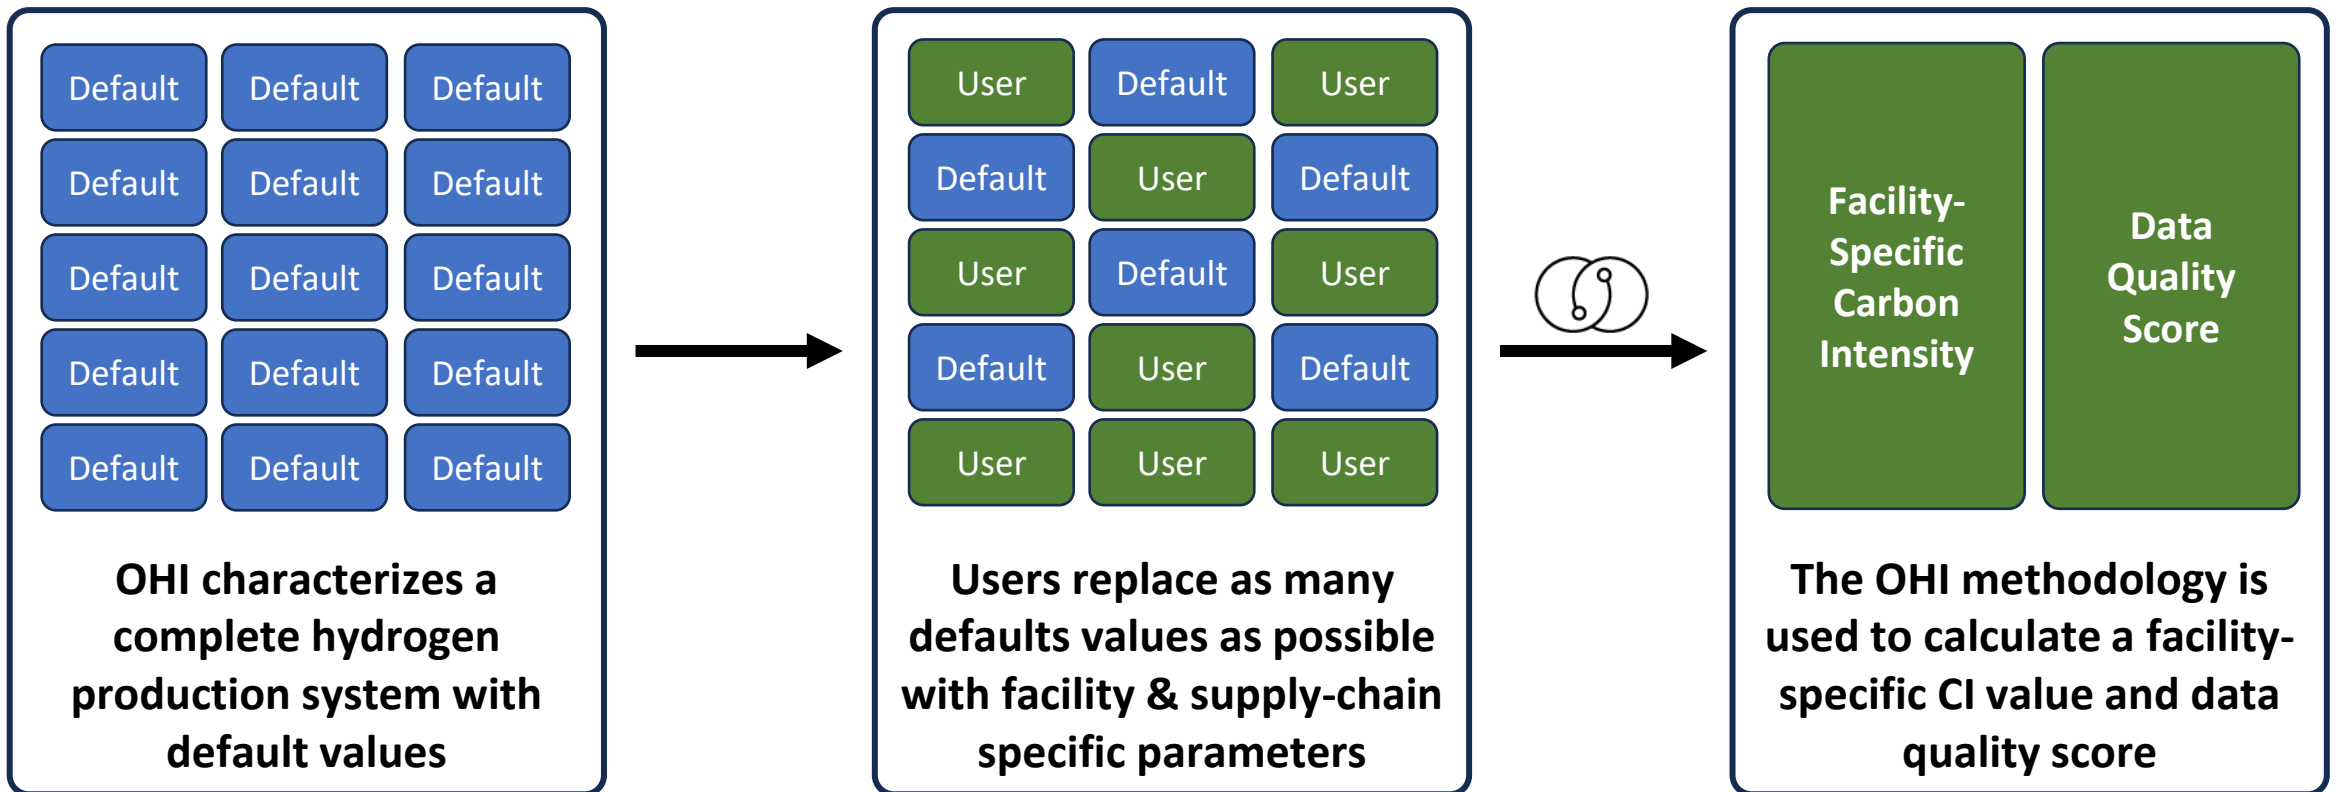 Default Default Default
Default Default Default
Default Default Default
Default Default Default
Default Default Default
OHI characterizes a
complete hydrogen
production system with
default values
User Default User
Default User Default
User Default User
Default User Default
User User User
Users replace as many
defaults values as possible
with facility & supply-chain
specific parameters
Facility-
Specific
Carbon
Intensity
Data
Quality
Score
The OHI methodology is
used to calculate a facility-
specific CI value and data
quality score